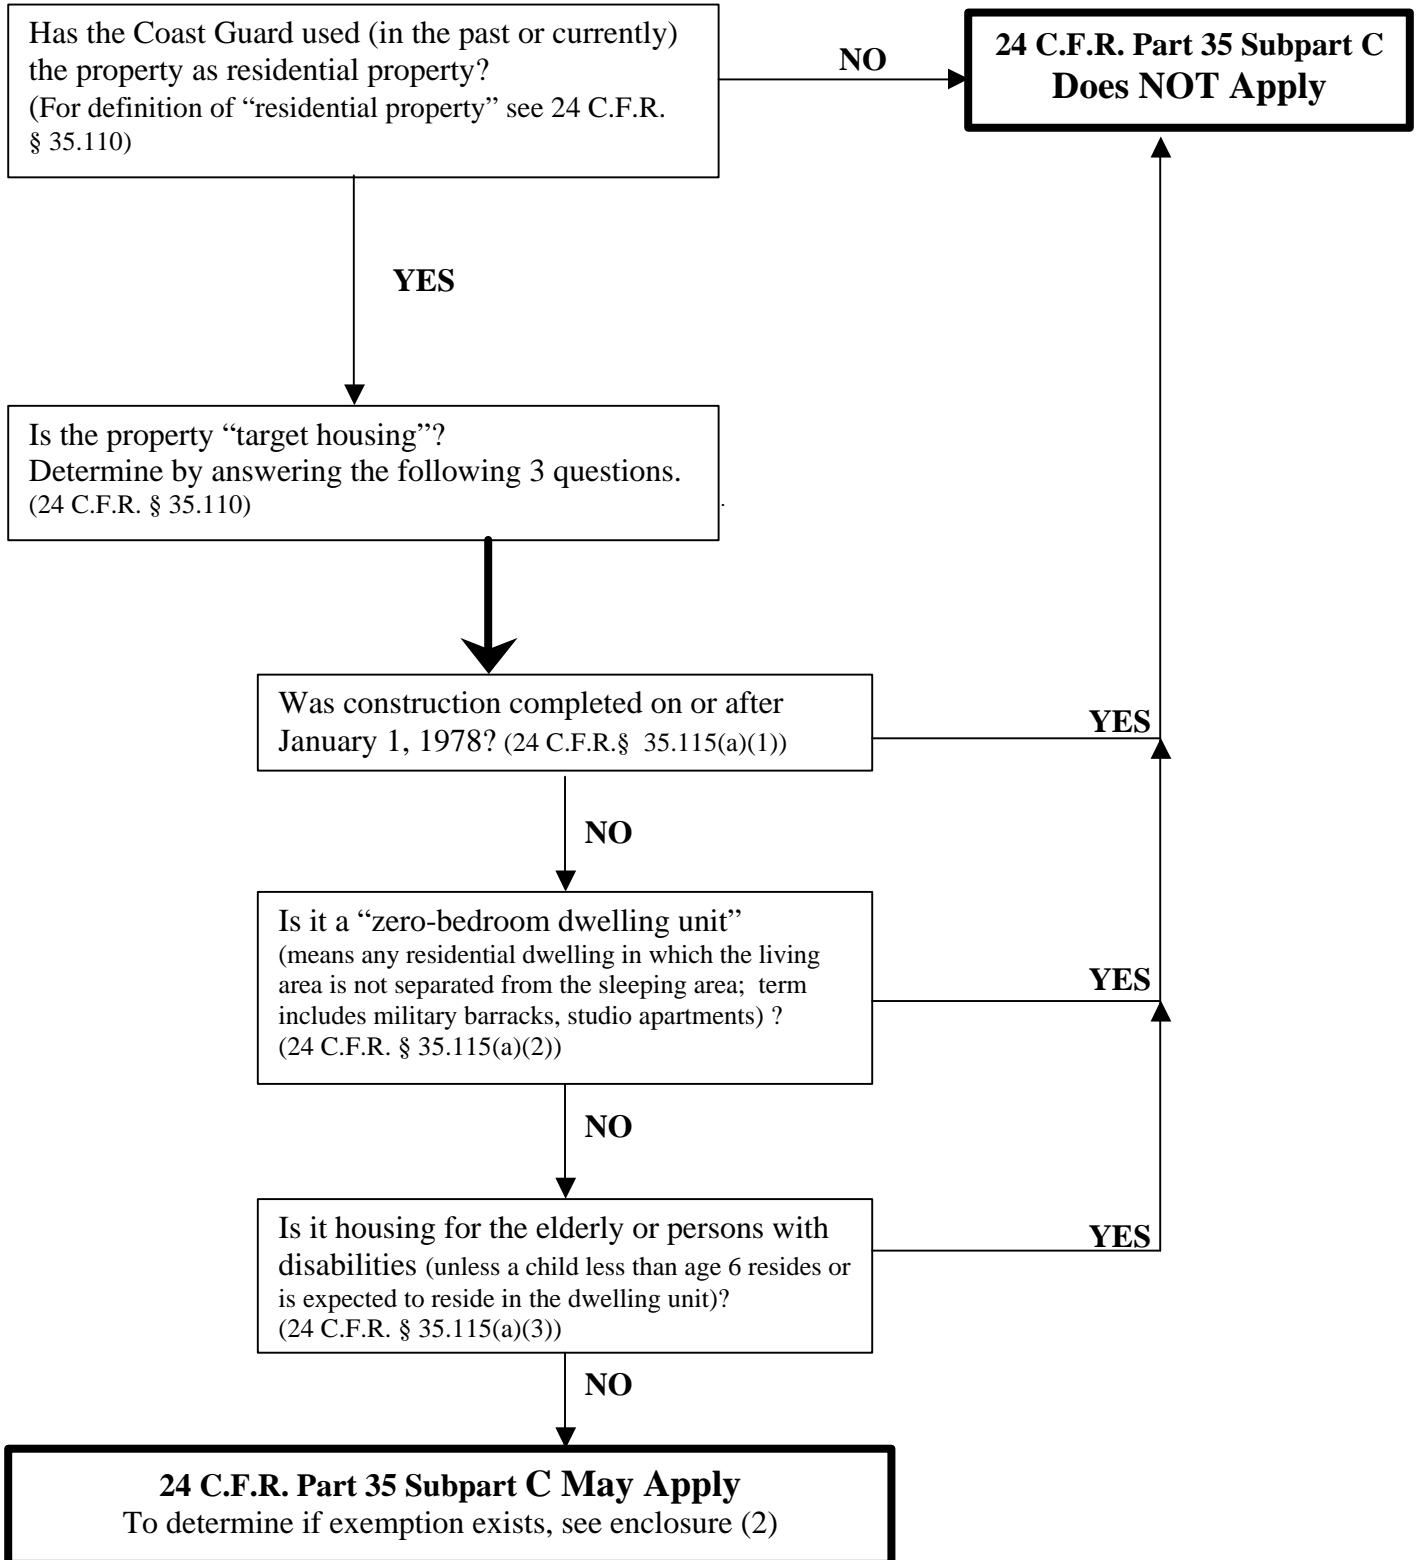 Has the Coast Guard used (in the past or currently)
the property as residential property?
(For definition of “residential property” see 24 C.F.R.
§ 35.110)
NO
24 C.F.R. Part 35 Subpart C
Does NOT Apply
YES
Is the property “target housing”?
Determine by answering the following 3 questions.
(24 C.F.R. § 35.110)
.
Was construction completed on or after
January 1, 1978? (24 C.F.R.§  35.115(a)(1))
YES
NO
Is it a “zero-bedroom dwelling unit”
(means any residential dwelling in which the living
area is not separated from the sleeping area;  term
includes military barracks, studio apartments) ?
(24 C.F.R. § 35.115(a)(2))
YES
NO
Is it housing for the elderly or persons with
disabilities (unless a child less than age 6 resides or
is expected to reside in the dwelling unit)?
(24 C.F.R. § 35.115(a)(3))
YES
NO
24 C.F.R. Part 35 Subpart C May Apply
To determine if exemption exists, see enclosure (2)